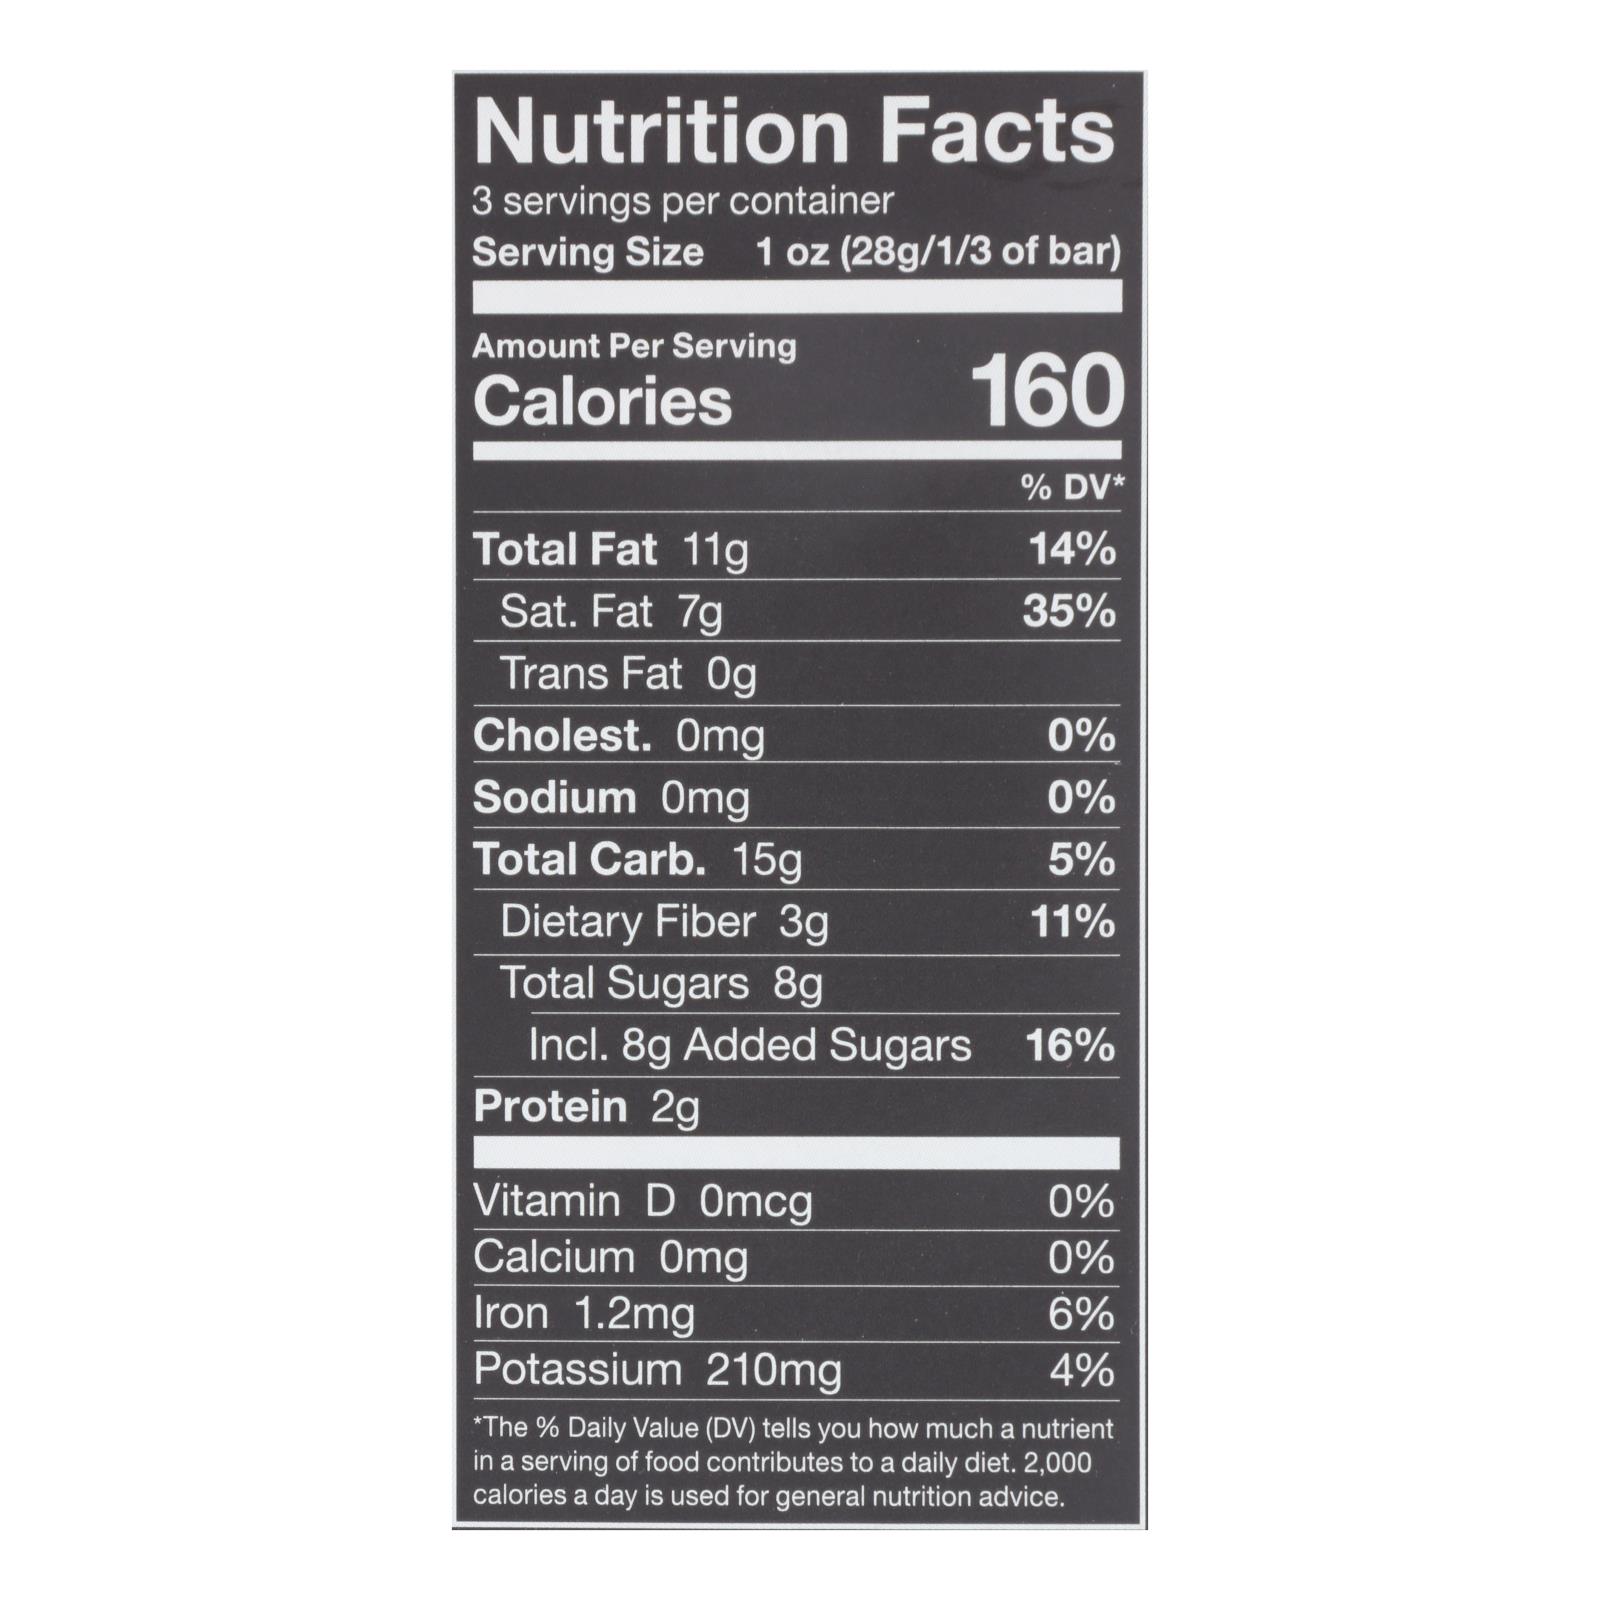 Nutrition Facts
3 servings per container
Serving Size 1 oz (28g/1/3 of bar)
Amount Per Serving
Calories 160
% DV*
Total Fat 11g 14%
Sat. Fat 7g 35%
Trans Fat 0g
Cholest. 0mg 0%
Sodium 0mg 0%
Total Carb. 15g 5%
Dietary Fiber 3g 11%
Total Sugars 8g
Incl. 8g Added Sugars 16%
Protein 2g
Vitamin D 0mcg 0%
Calcium 0mg 0%
Iron 1.2mg 6%
Potassium 210mg 4%
*The % Daily Value (DV) tells you how much a nutrient
in a serving of food contributes to a daily diet. 2,000
calories a day is used for general nutrition advice.